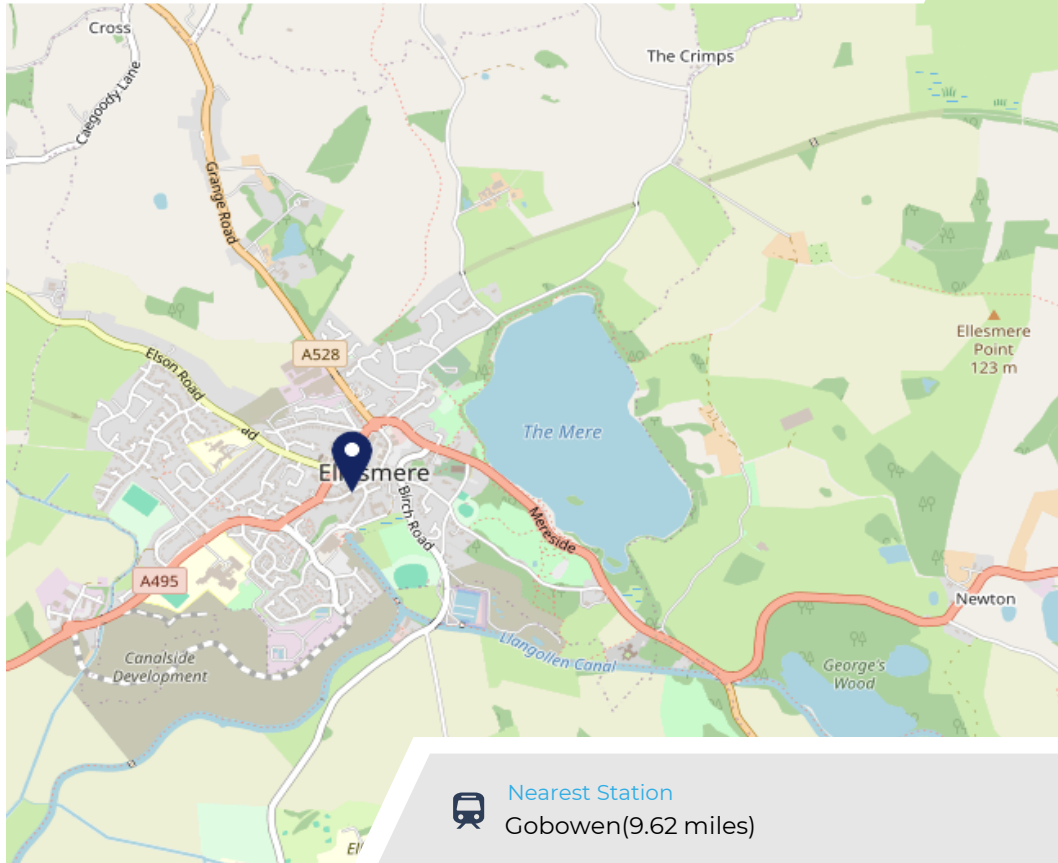 Cross
The Crimps
Caegoody Lane
Grange Road
Ellesmere
Point
123 m
A528
Elson Road
ad
The Mere
Ellesmere
Birch Road
Mereside
A495
Newton
Llangollen Canal
Canalside
Development
George's
Wood
Nearest Station
Gobowen(9.62 miles)